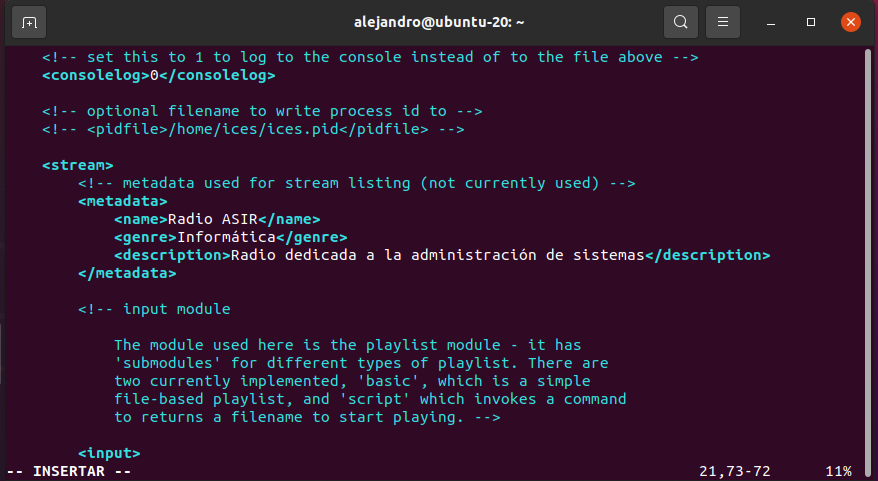 alejandro@ubuntu-20: ~
<!-- set this to 1 to log to the console instead of to the file above -->
<consolelog>0</consolelog>
<!-- optional filename to write process id to -->
<!-- <pidfile>/home/ices/ices.pid</pidfile> -->
<stream>
<!-- metadata used for stream listing (not currently used) -->
<metadata>
<name>Radio ASIR</name>
<genre>Informática</genre>
<description>Radio dedicada a la administración de sistemas</description>
</metadata>
<!-- input module
The module used here is the playlist module - it has
'submodules' for different types of playlist. There are
two currently implemented, 'basic', which is a simple
file-based playlist, and 'script' which invokes a command
to returns a filename to start playing. -->
<input>
-- INSERTAR -- 21,73-72 11%